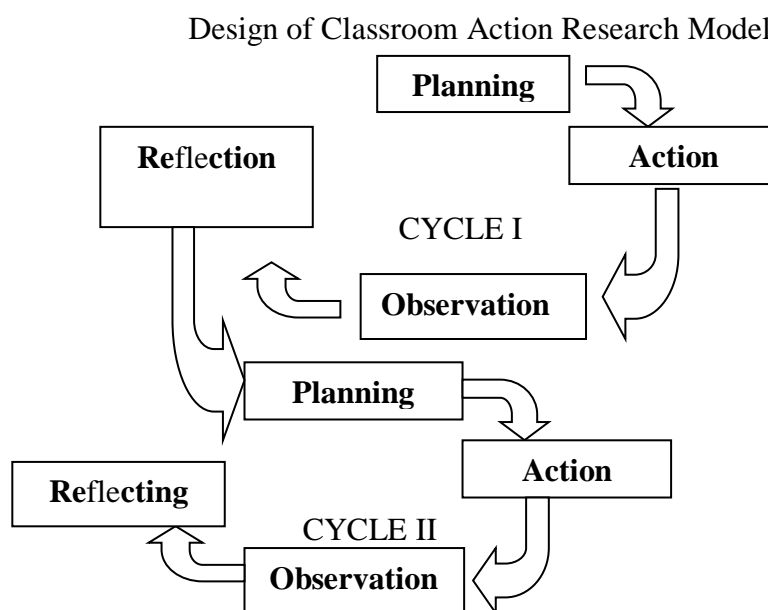 Design of Classroom Action Research Model
Planning
Action
Reflection
CYCLE I
Observation
Planning
Action
Reflecting
CYCLE II
Observation